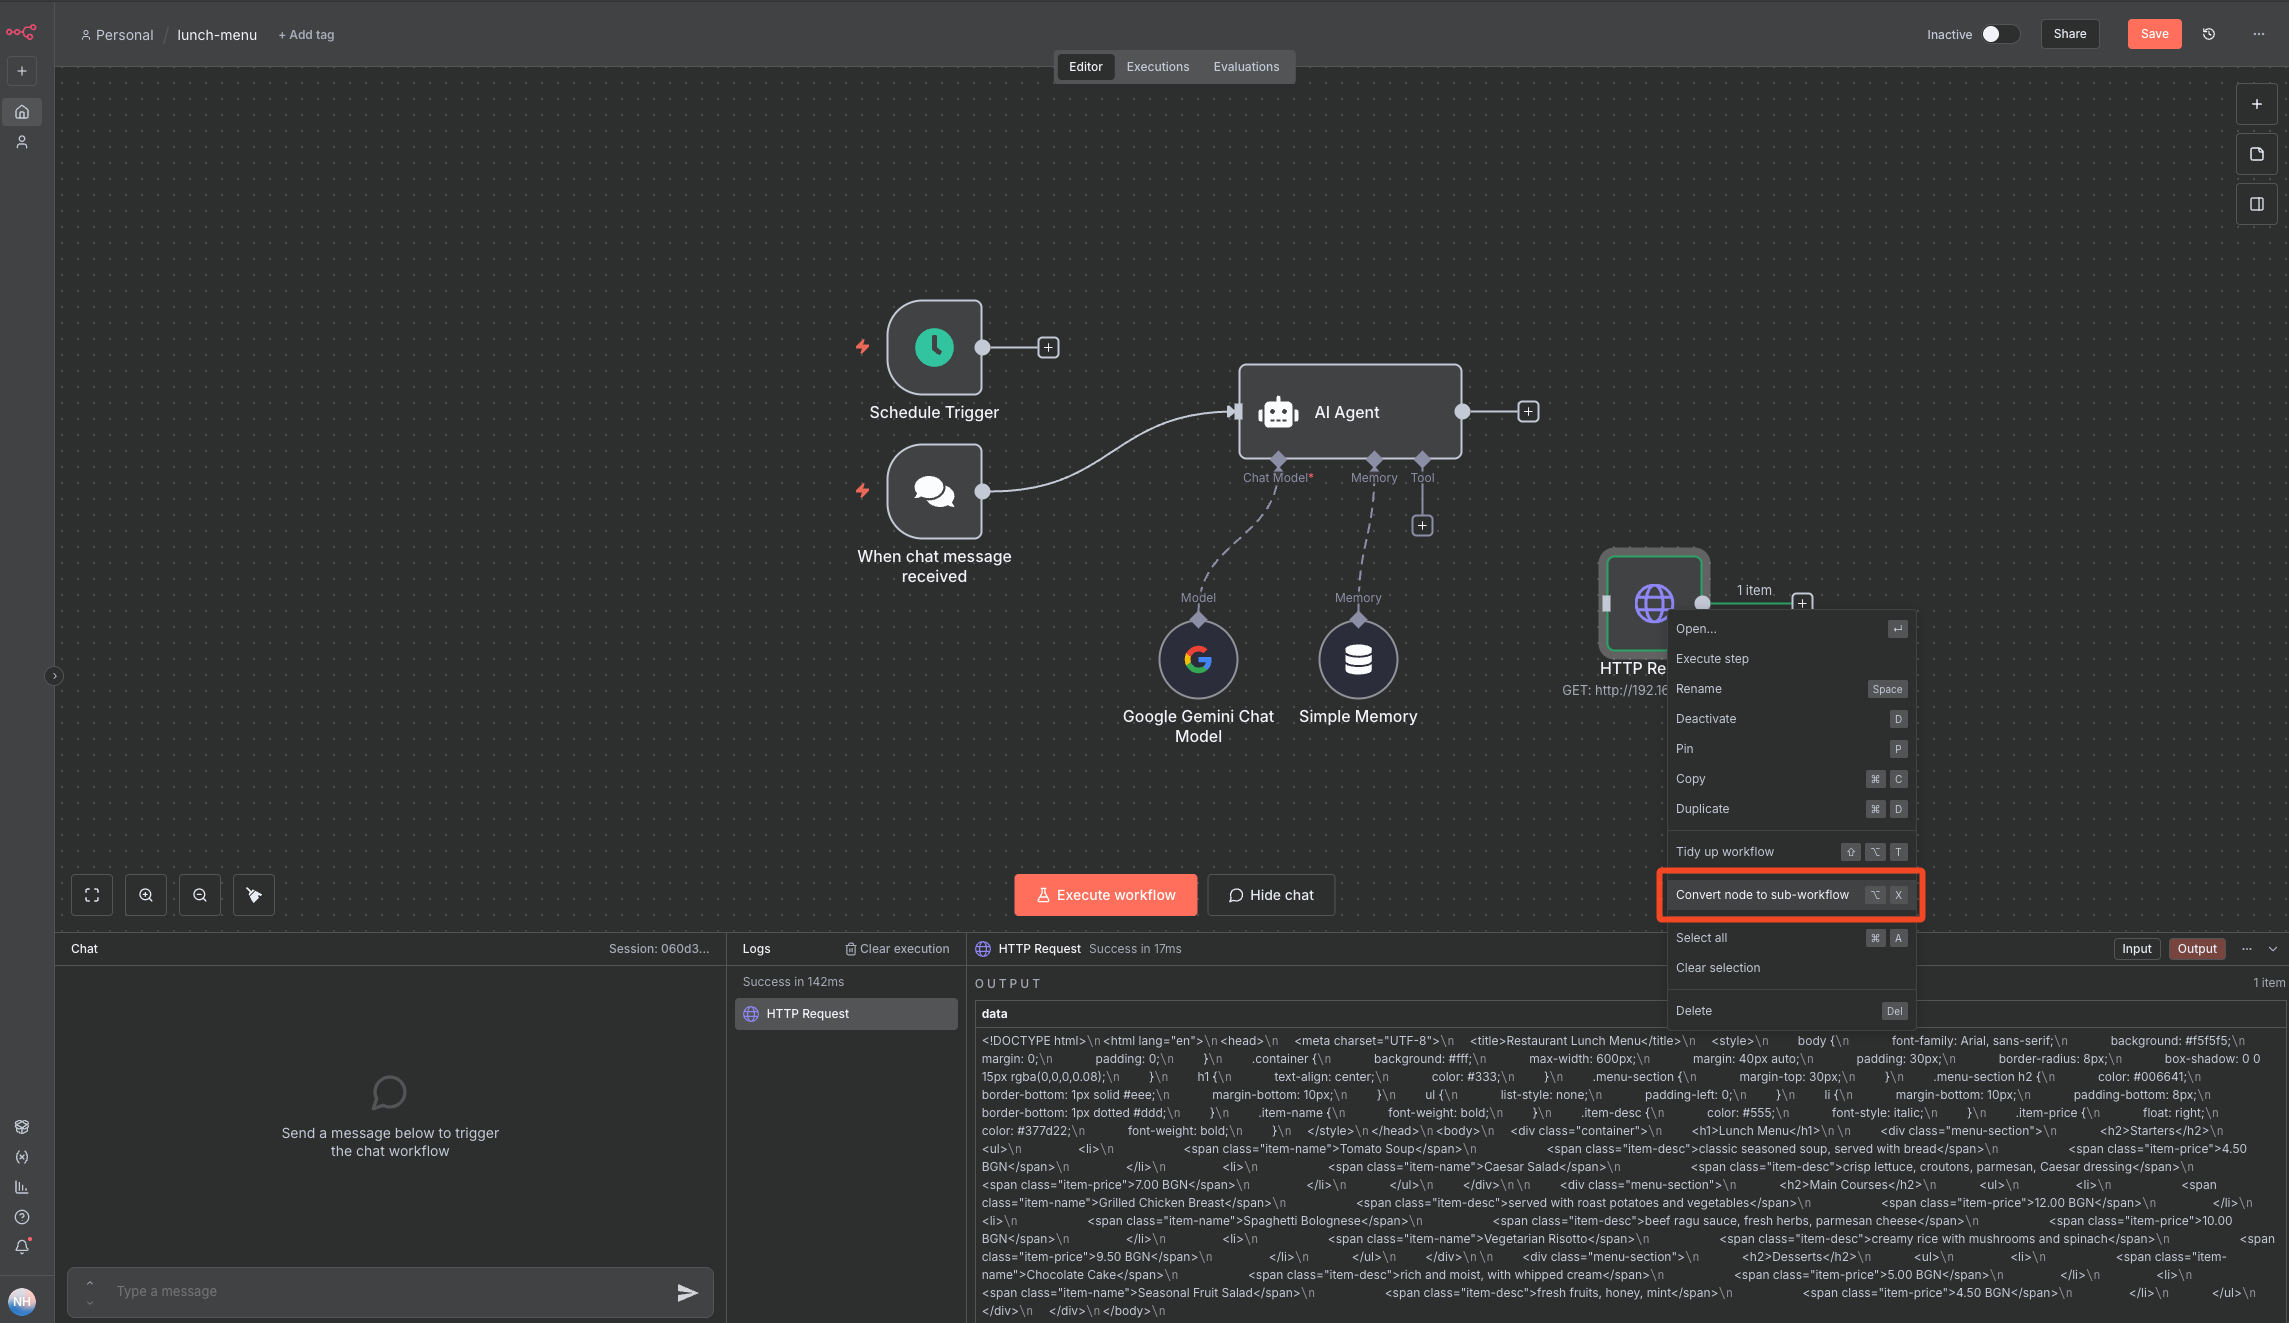 Personal / lunch-menu + Add tag
Inactive
Share
Save
Editor
Executions
Evaluations
Schedule Trigger
When chat message
received
AI Agent
Chat Model*
Memory
Tool
Model
Memory
Google Gemini Chat
Model
Simple Memory
1 item
HTTP Re
GET: http://192.16
Open... ↵
Execute step
Rename Space
Deactivate D
Pin P
Copy ⌘ C
Duplicate ⌘ D
Tidy up workflow ⇧ ⌥ T
Convert node to sub-workflow ⌥ X
Select all ⌘ A
Clear selection
Delete Del
Execute workflow
Hide chat
Chat
Session: 060d3...
Send a message below to trigger
the chat workflow
Type a message
NH
Logs
Clear execution
Success in 142ms
HTTP Request
HTTP Request Success in 17ms
Input
Output
OUTPUT
1 item
data
<!DOCTYPE html>\n<html lang="en">\n<head>\n <meta charset="UTF-8">\n <title>Restaurant Lunch Menu</title>\n <style>\n body {\n font-family: Arial, sans-serif;\n background: #f5f5f5;\n
margin: 0;\n padding: 0;\n }\n .container {\n background: #fff;\n max-width: 600px;\n margin: 40px auto;\n padding: 30px;\n border-radius: 8px;\n box-shadow: 0 0
15px rgba(0,0,0,0.08);\n }\n h1 {\n text-align: center;\n color: #333;\n }\n .menu-section {\n margin-top: 30px;\n }\n .menu-section h2 {\n color: #006641;\n
border-bottom: 1px solid #eee;\n margin-bottom: 10px;\n }\n ul {\n list-style: none;\n padding-left: 0;\n }\n li {\n margin-bottom: 10px;\n padding-bottom: 8px;\n
border-bottom: 1px dotted #ddd;\n }\n .item-name {\n font-weight: bold;\n }\n .item-desc {\n color: #555;\n font-style: italic;\n }\n .item-price {\n float: right;\n
color: #377d22;\n font-weight: bold;\n }\n </style>\n</head>\n<body>\n <div class="container">\n <h1>Lunch Menu</h1>\n\n <div class="menu-section">\n <h2>Starters</h2>\n
<ul>\n <li>\n <span class="item-name">Tomato Soup</span>\n <span class="item-desc">classic seasoned soup, served with bread</span>\n <span class="item-price">4.50
BGN</span>\n </li>\n <li>\n <span class="item-name">Caesar Salad</span>\n <span class="item-desc">crisp lettuce, croutons, parmesan, Caesar dressing</span>\n
<span class="item-price">7.00 BGN</span>\n </li>\n </ul>\n </div>\n\n <div class="menu-section">\n <h2>Main Courses</h2>\n <ul>\n <li>\n <span
class="item-name">Grilled Chicken Breast</span>\n <span class="item-desc">served with roast potatoes and vegetables</span>\n <span class="item-price">12.00 BGN</span>\n </li>\n
<li>\n <span class="item-name">Spaghetti Bolognese</span>\n <span class="item-desc">beef ragu sauce, fresh herbs, parmesan cheese</span>\n <span class="item-price">10.00
BGN</span>\n </li>\n <li>\n <span class="item-name">Vegetarian Risotto</span>\n <span class="item-desc">creamy rice with mushrooms and spinach</span>\n <span
class="item-price">9.50 BGN</span>\n </li>\n </ul>\n </div>\n\n <div class="menu-section">\n <h2>Desserts</h2>\n <ul>\n <li>\n <span class="item-
name">Chocolate Cake</span>\n <span class="item-desc">rich and moist, with whipped cream</span>\n <span class="item-price">5.00 BGN</span>\n </li>\n <li>\n
<span class="item-name">Seasonal Fruit Salad</span>\n <span class="item-desc">fresh fruits, honey, mint</span>\n <span class="item-price">4.50 BGN</span>\n </li>\n </ul>\n
</div>\n </div>\n</body>\n